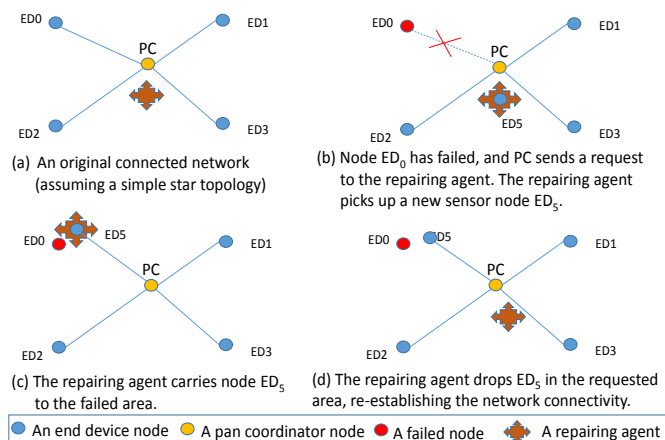 ED0
ED1
PC
ED2
ED3
(a) An original connected network
(assuming a simple star topology)
ED0
ED1
PC
ED5
ED2
ED3
(b) Node ED0 has failed, and PC sends a request
to the repairing agent. The repairing agent
picks up a new sensor node ED5.
ED5
ED0
ED1
PC
ED2
ED3
(c) The repairing agent carries node ED5
to the failed area.
ED0
ED5
ED1
PC
ED2
ED3
(d) The repairing agent drops ED5 in the requested
area, re-establishing the network connectivity.
An end device node A pan coordinator node A failed node A repairing agent